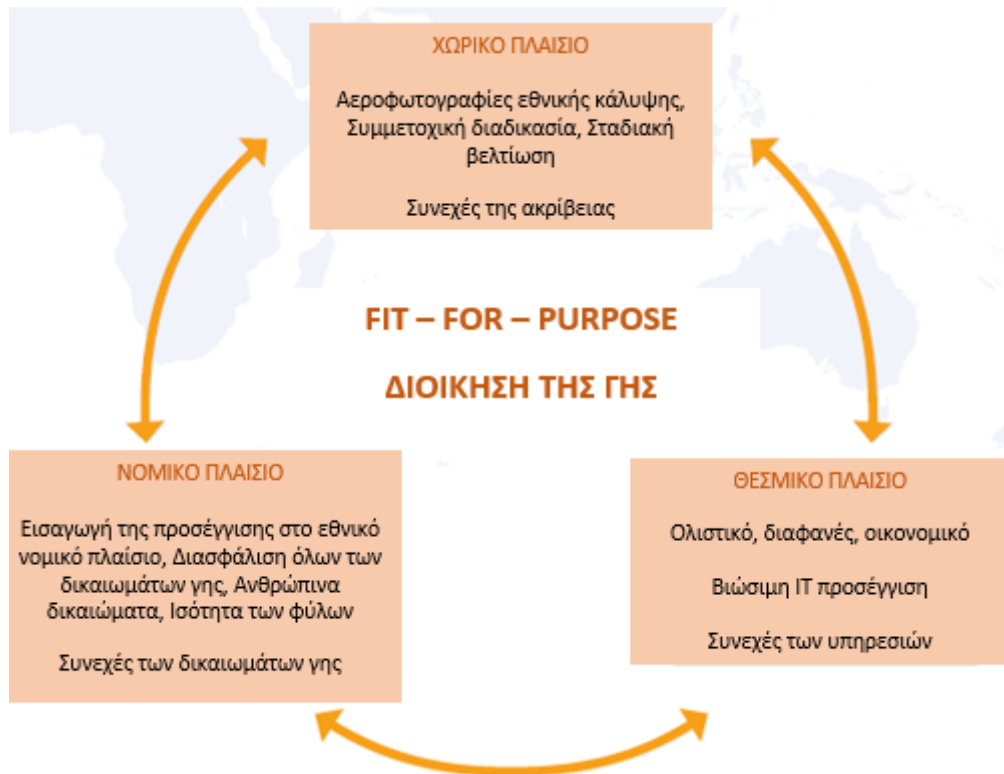 ΧΩΡΙΚΟ ΠΛΑΙΣΙΟ
Αεροφωτογραφίες εθνικής κάλυψης,
Συμμετοχική διαδικασία, Σταδιακή
βελτίωση
Συνεχές της ακρίβειας
FIT – FOR – PURPOSE
ΔΙΟΙΚΗΣΗ ΤΗΣ ΓΗΣ
ΝΟΜΙΚΟ ΠΛΑΙΣΙΟ
Εισαγωγή της προσέγγισης στο εθνικό
νομικό πλαίσιο, Διασφάλιση όλων των
δικαιωμάτων γης, Ανθρώπινα
δικαιώματα, Ισότητα των φύλων
Συνεχές των δικαιωμάτων γης
ΘΕΣΜΙΚΟ ΠΛΑΙΣΙΟ
Ολιστικό, διαφανές, οικονομικό
Βιώσιμη IT προσέγγιση
Συνεχές των υπηρεσιών